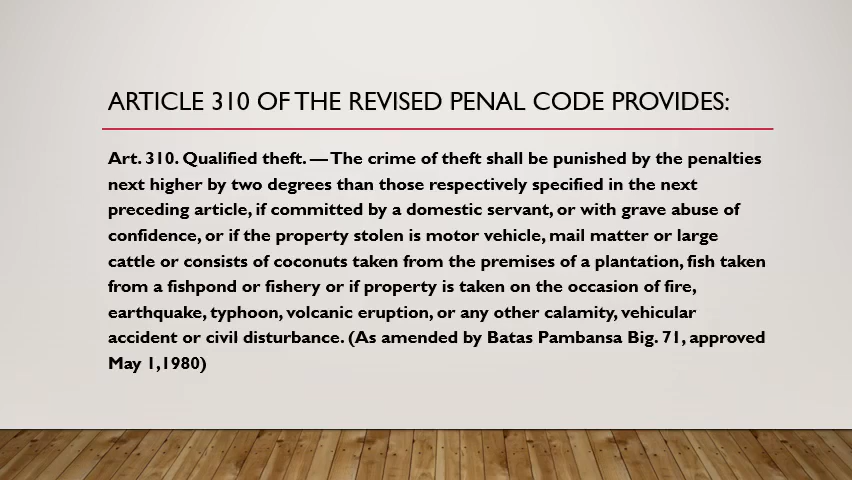 ARTICLE 310 OF THE REVISED PENAL CODE PROVIDES:
Art. 310. Qualified theft. — The crime of theft shall be punished by the penalties
next higher by two degrees than those respectively specified in the next
preceding article, if committed by a domestic servant, or with grave abuse of
confidence, or if the property stolen is motor vehicle, mail matter or large
cattle or consists of coconuts taken from the premises of a plantation, fish taken
from a fishpond or fishery or if property is taken on the occasion of fire,
earthquake, typhoon, volcanic eruption, or any other calamity, vehicular
accident or civil disturbance. (As amended by Batas Pambansa Big. 71, approved
May 1,1980)